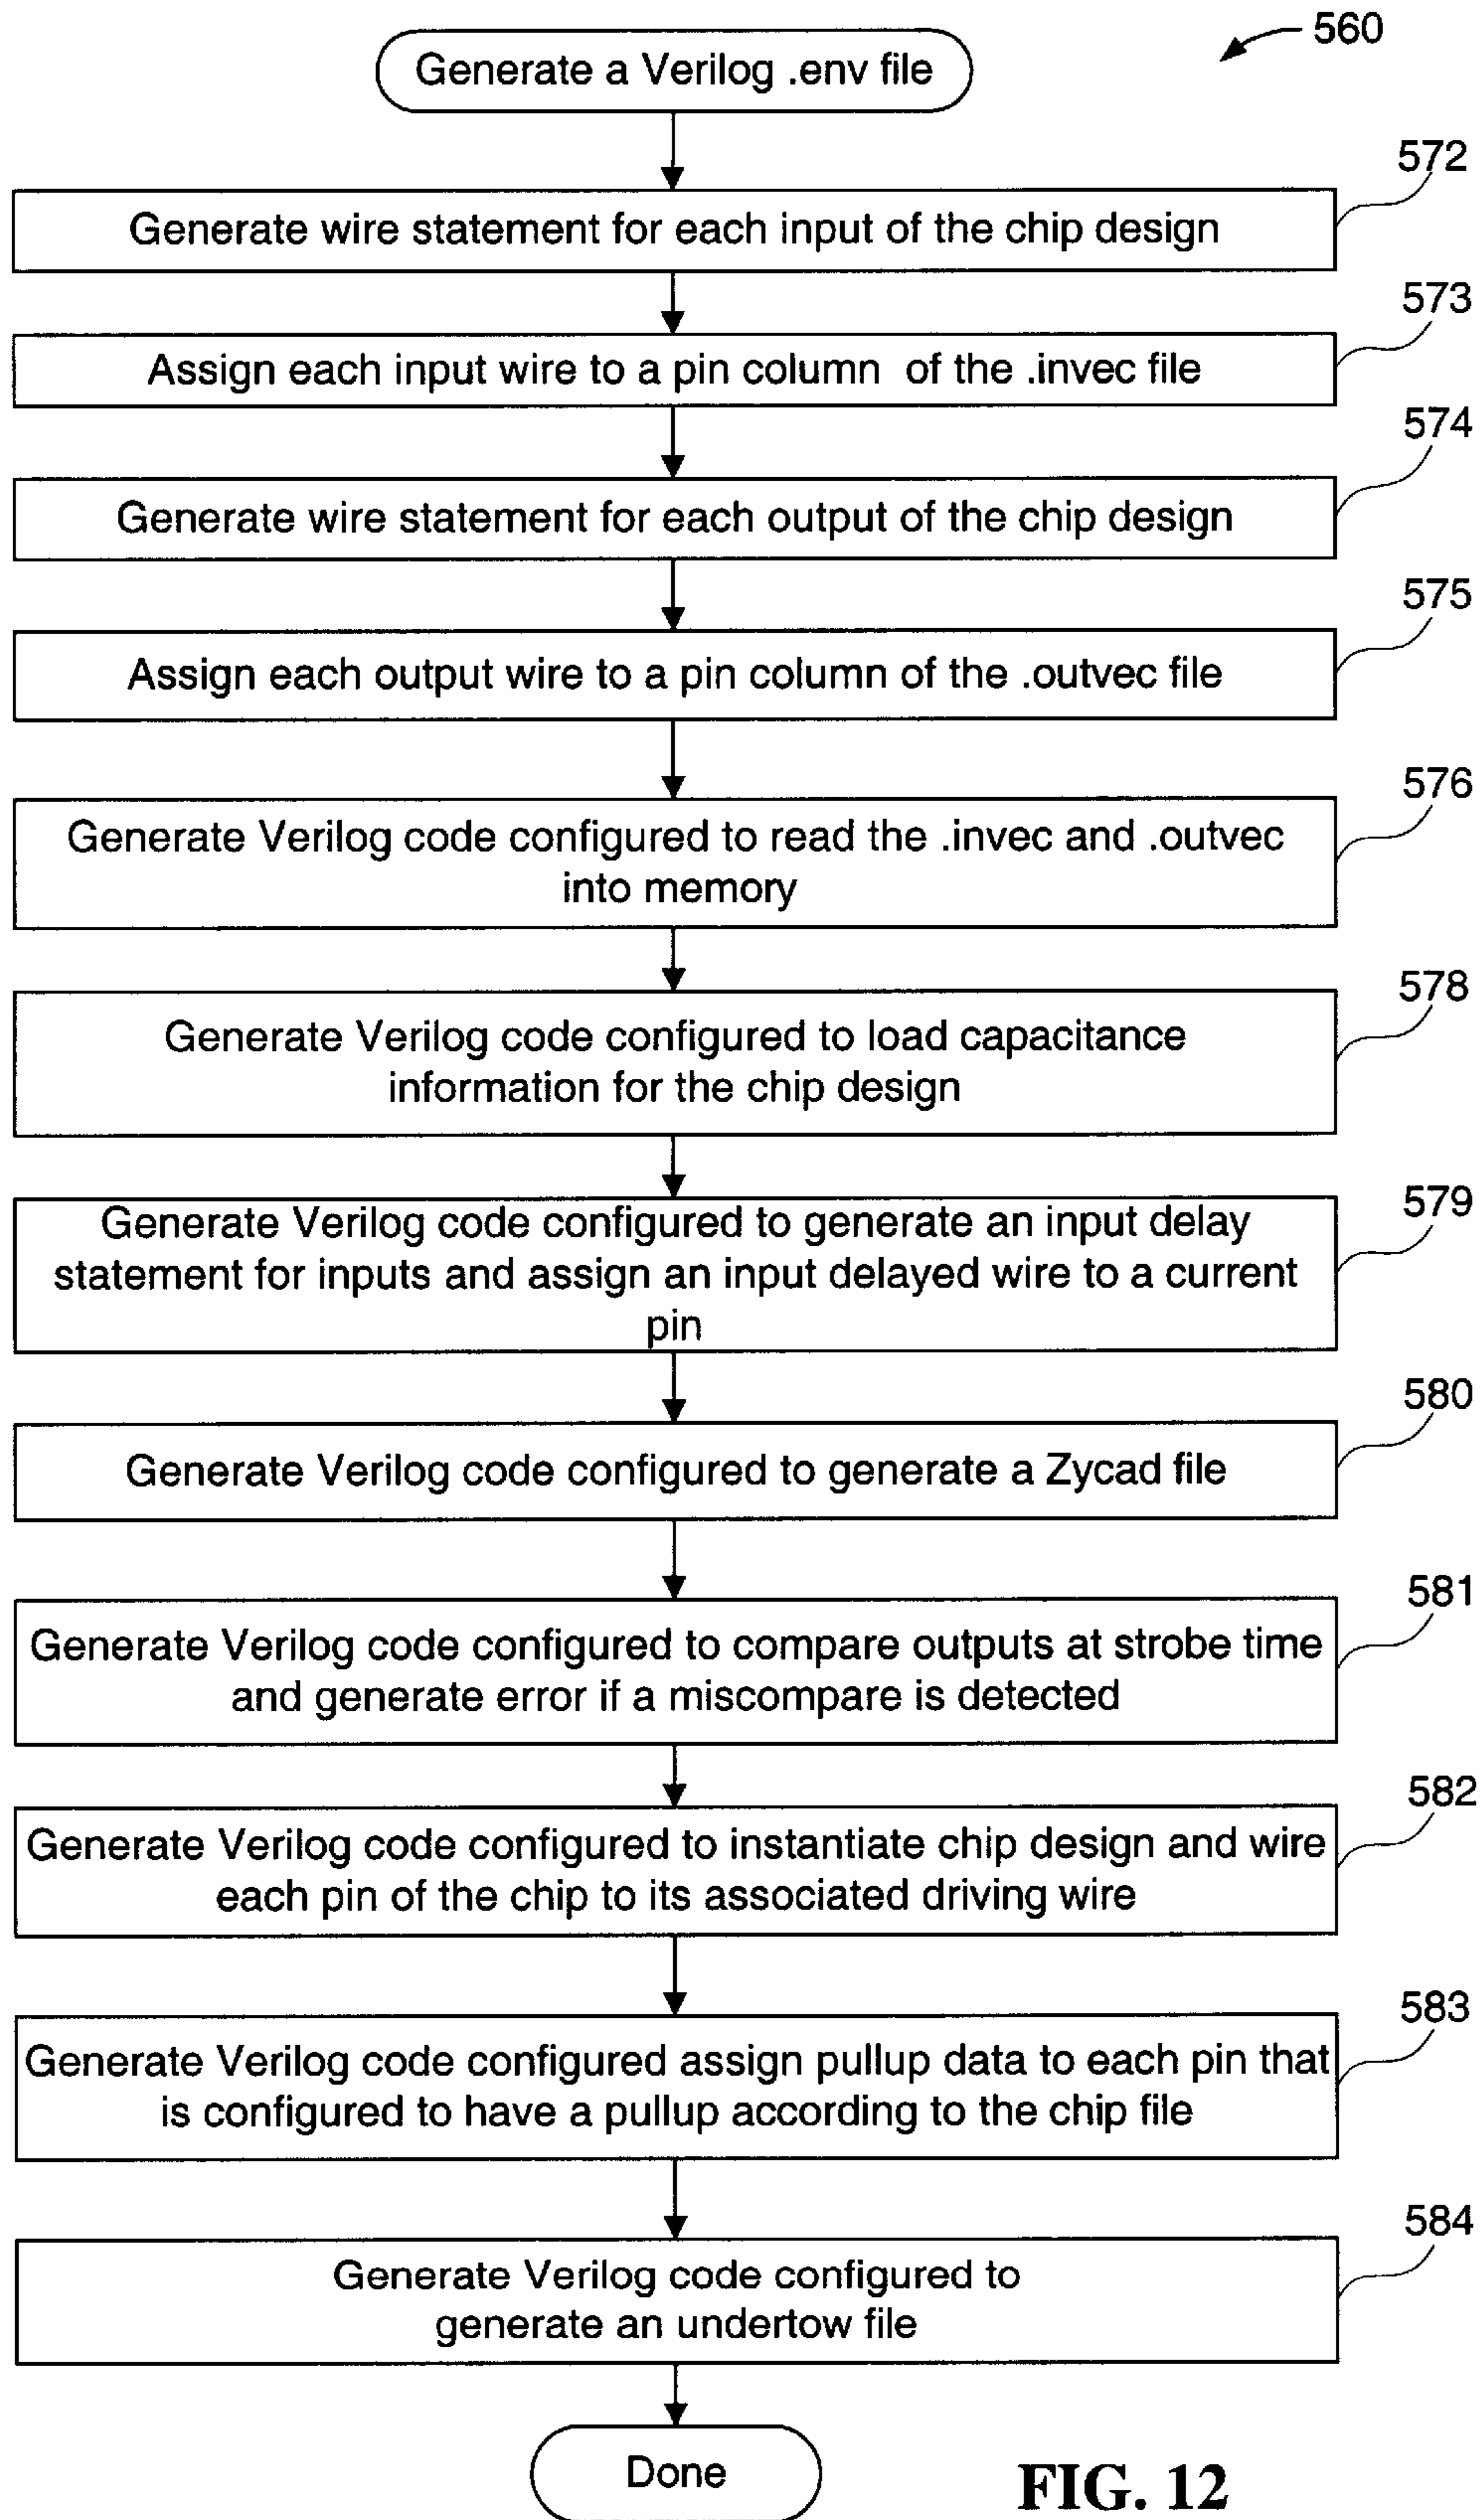 560
Generate a Verilog .env file
572
Generate wire statement for each input of the chip design
573
Assign each input wire to a pin column of the .invec file
574
Generate wire statement for each output of the chip design
575
Assign each output wire to a pin column of the .outvec file
576
Generate Verilog code configured to read the .invec and .outvec
into memory
578
Generate Verilog code configured to load capacitance
information for the chip design
579
Generate Verilog code configured to generate an input delay
statement for inputs and assign an input delayed wire to a current
pin
580
Generate Verilog code configured to generate a Zycad file
581
Generate Verilog code configured to compare outputs at strobe time
and generate error if a miscompare is detected
582
Generate Verilog code configured to instantiate chip design and wire
each pin of the chip to its associated driving wire
583
Generate Verilog code configured assign pullup data to each pin that
is configured to have a pullup according to the chip file
584
Generate Verilog code configured to
generate an undertow file
Done
FIG. 12